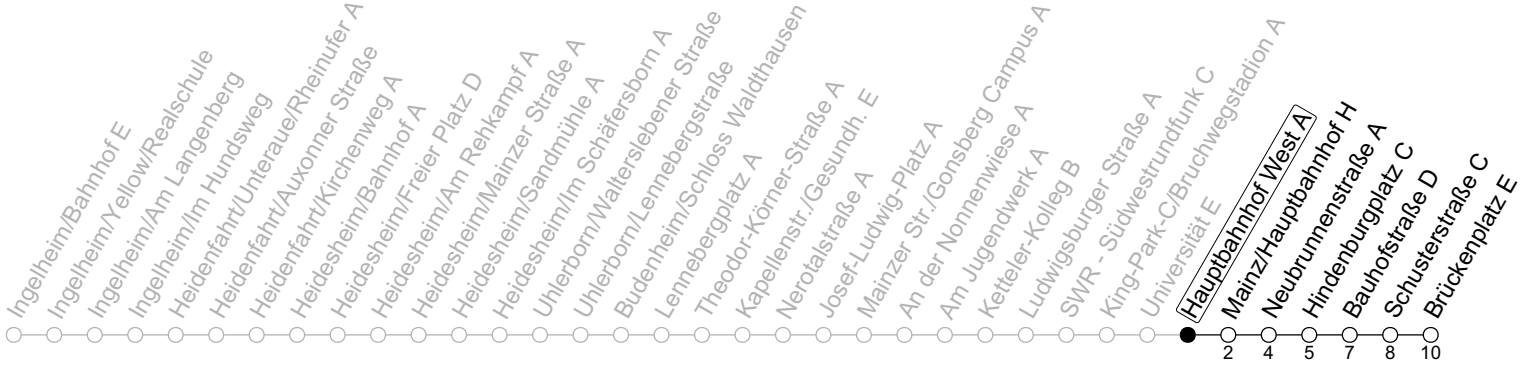 Ingelheim/Bahnhof E
Ingelheim/Yellow/Realschule
Ingelheim/Am Langenberg
Ingelheim/Im Hundsweg
Heidenfahrt/Unteraue/Rheinufer A
Heidenfahrt/Auxonner Straße
Heidenfahrt/Kirchenweg A
Heidesheim/Bahnhof A
Heidesheim/Freier Platz D
Heidesheim/Am Rehkampf A
Heidesheim/Mainzer Straße A
Heidesheim/Sandmühle A
Heidesheim/Im Schäfersborn A
Uhlerborn/Walterslebener Straße
Uhlerborn/Lennebergstraße
Budenheim/Schloss Waldthausen
Lennebergplatz A
Theodor-Körner-Straße A
Kapellenstr./Gesundh. E
Nerotalstraße A
Josef-Ludwig-Platz A
Mainzer Str./Gonsberg Campus A
An der Nonnenwiese A
Am Jugendwerk A
Ketteler-Kolleg B
Ludwigsburger Straße A
SWR - Südwestrundfunk C
King-Park-C/Bruchwegstadion A
Universität E
Hauptbahnhof West A
Mainz/Hauptbahnhof H
Neubrunnenstraße A
Hindenburgplatz C
Bauhofstraße D
Schusterstraße C
Brückenplatz E
2 4 5 7 8 10